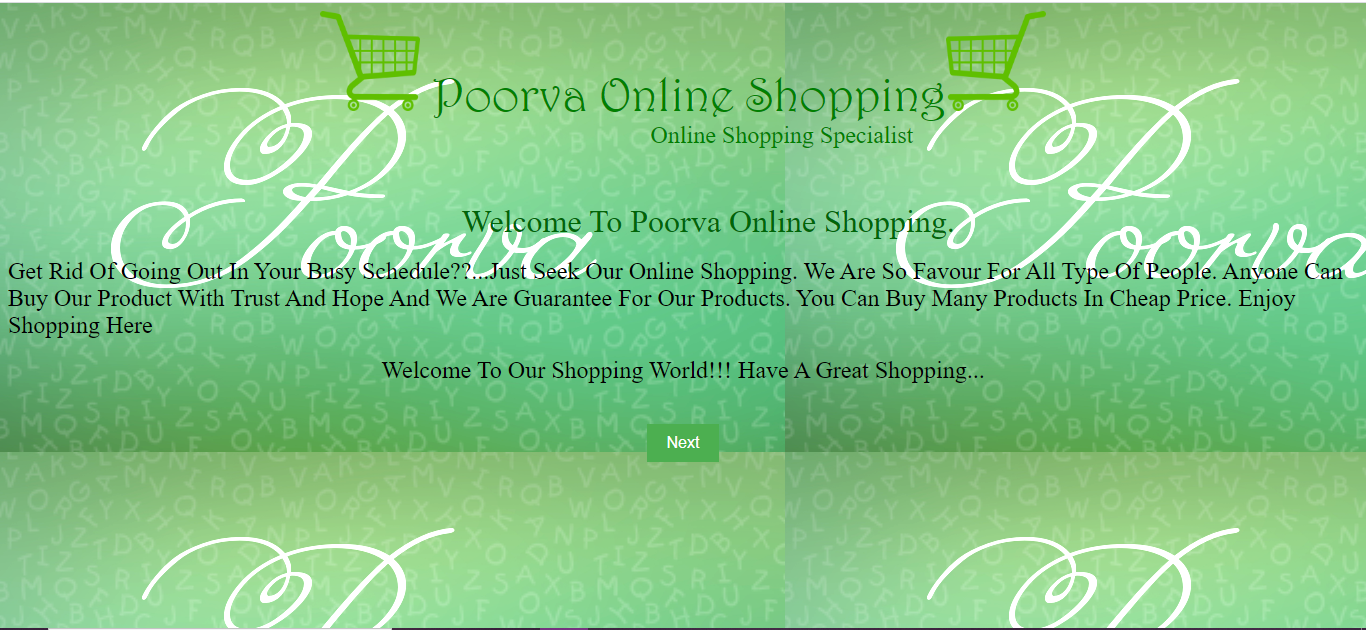 Poorva Online Shopping
Online Shopping Specialist
Welcome To Poorva Online Shopping.
Get Rid Of Going Out In Your Busy Schedule??...Just Seek Our Online Shopping. We Are So Favour For All Type Of People. Anyone Can
Buy Our Product With Trust And Hope And We Are Guarantee For Our Products. You Can Buy Many Products In Cheap Price. Enjoy
Shopping Here
Welcome To Our Shopping World!!! Have A Great Shopping...
Next
Poorva
Poorva